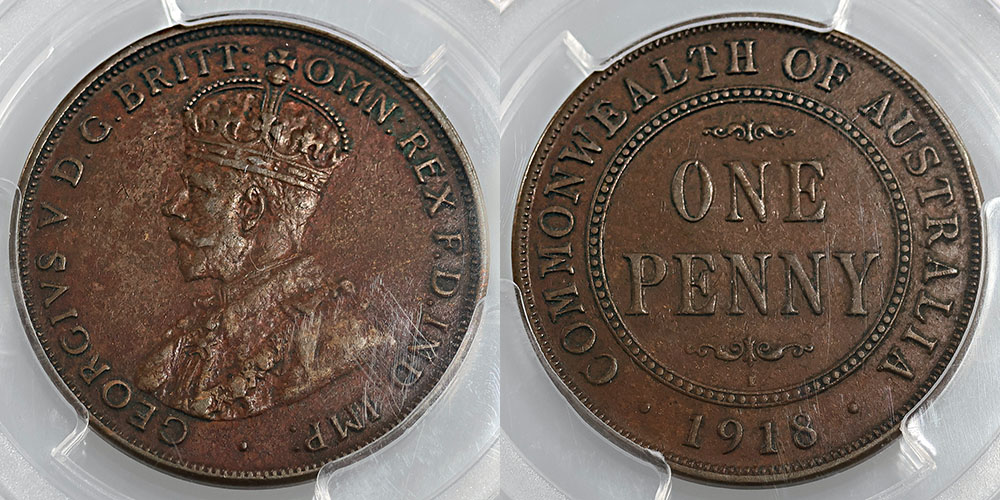 GEORGIVS V D.G. BRITT: OMN: REX F.D. IND: IMP:
COMMONWEALTH OF AUSTRALIA
ONE
PENNY
I
· 1918 ·